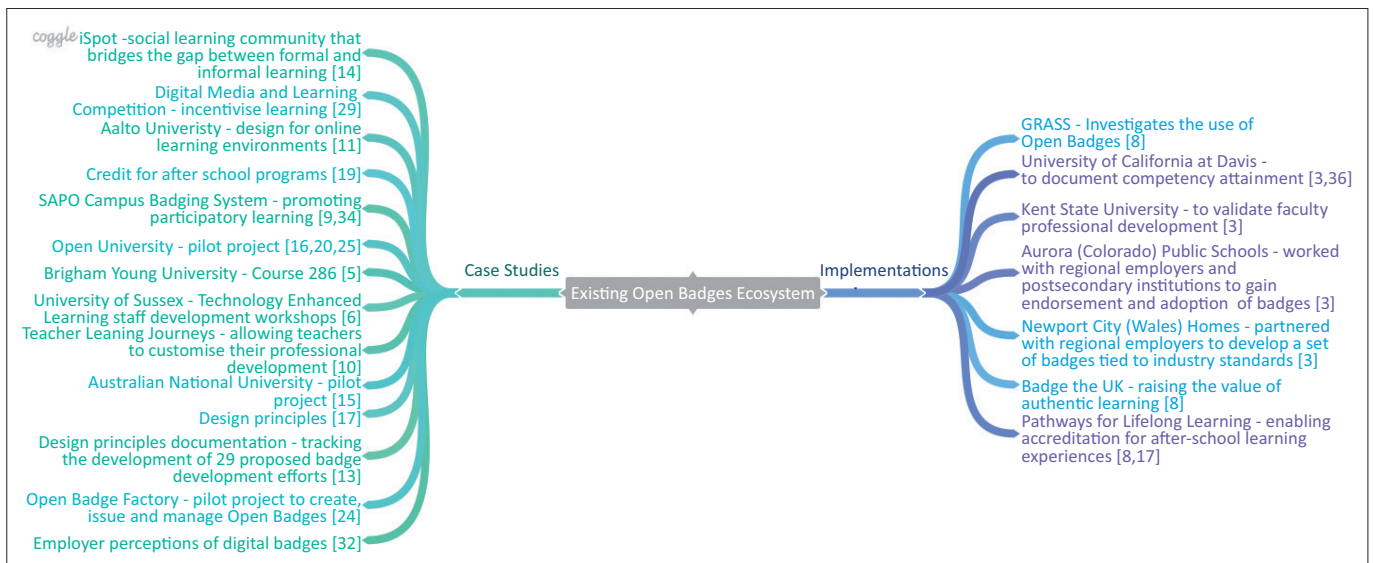 coggle
iSpot -social learning community that
bridges the gap between formal and
informal learning [14]
Digital Media and Learning
Competition - incentivise learning [29]
Aalto Univeristy - design for online
learning environments [11]
Credit for after school programs [19]
SAPO Campus Badging System - promoting
participatory learning [9,34]
Open University - pilot project [16,20,25]
Brigham Young University - Course 286 [5]
University of Sussex - Technology Enhanced
Learning staff development workshops [6]
Teacher Leaning Journeys - allowing teachers
to customise their professional
development [10]
Australian National University - pilot
project [15]
Design principles [17]
Design principles documentation - tracking
the development of 29 proposed badge
development efforts [13]
Open Badge Factory - pilot project to create,
issue and manage Open Badges [24]
Employer perceptions of digital badges [32]
Case Studies
Existing Open Badges Ecosystem
Implementations
GRASS - Investigates the use of
Open Badges [8]
University of California at Davis -
to document competency attainment [3,36]
Kent State University - to validate faculty
professional development [3]
Aurora (Colorado) Public Schools - worked
with regional employers and
postsecondary institutions to gain
endorsement and adoption of badges [3]
Newport City (Wales) Homes - partnered
with regional employers to develop a set
of badges tied to industry standards [3]
Badge the UK - raising the value of
authentic learning [8]
Pathways for Lifelong Learning - enabling
accreditation for after-school learning
experiences [8,17]